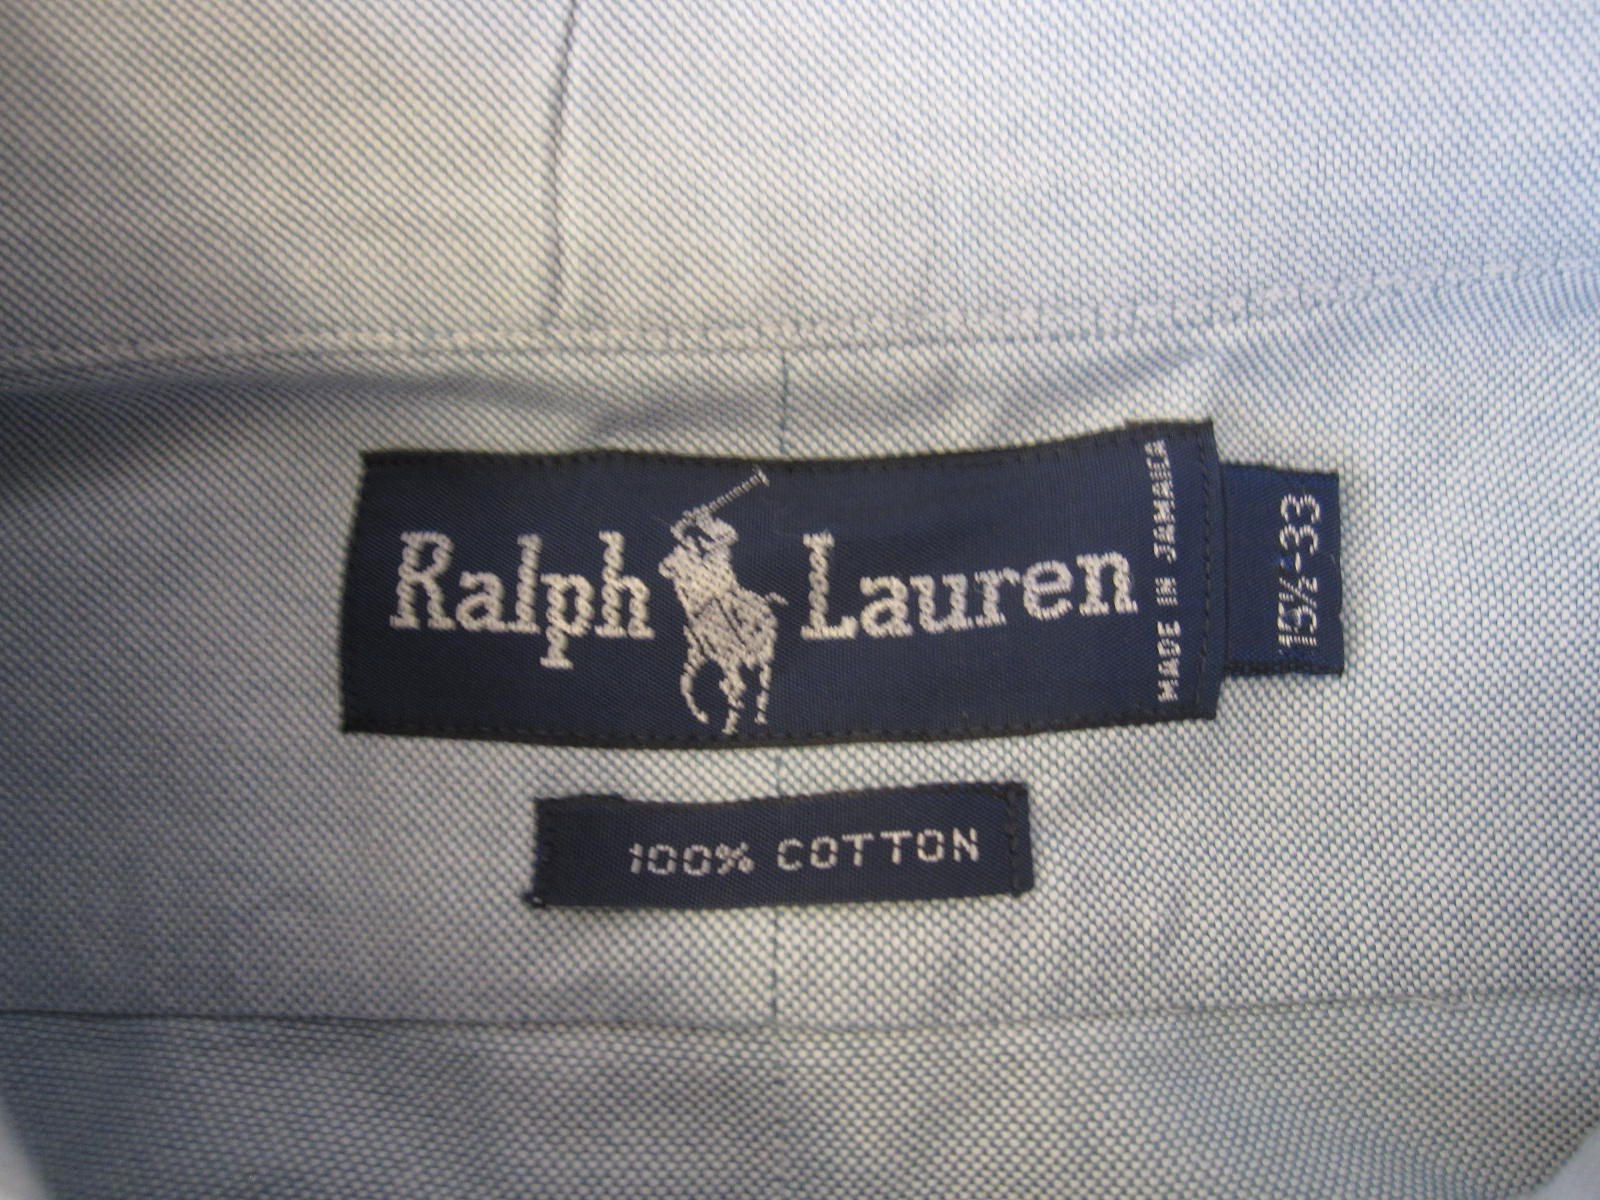 Ralph Lauren
MADE IN JAMAICA
15½-33
100% COTTON